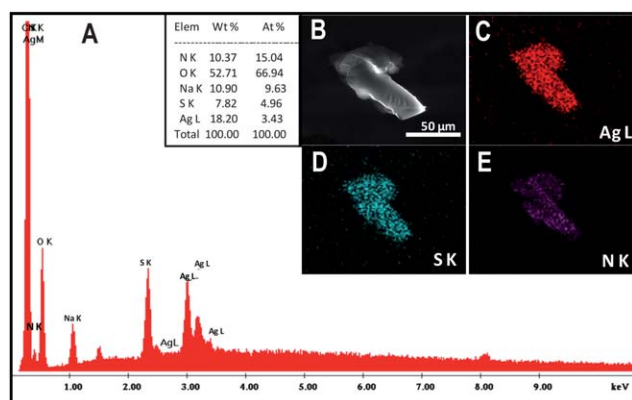 A
Elem Wt % At %
N K 10.37 15.04
O K 52.71 66.94
Na K 10.90 9.63
S K 7.82 4.96
Ag L 18.20 3.43
Total 100.00 100.00
B
50 µm
C
Ag L
D
S K
E
N K
AgM
O K
N K
Na K
S K
AgL
Ag L
Ag L
Ag L
1.00 2.00 3.00 4.00 5.00 6.00 7.00 8.00 9.00 keV